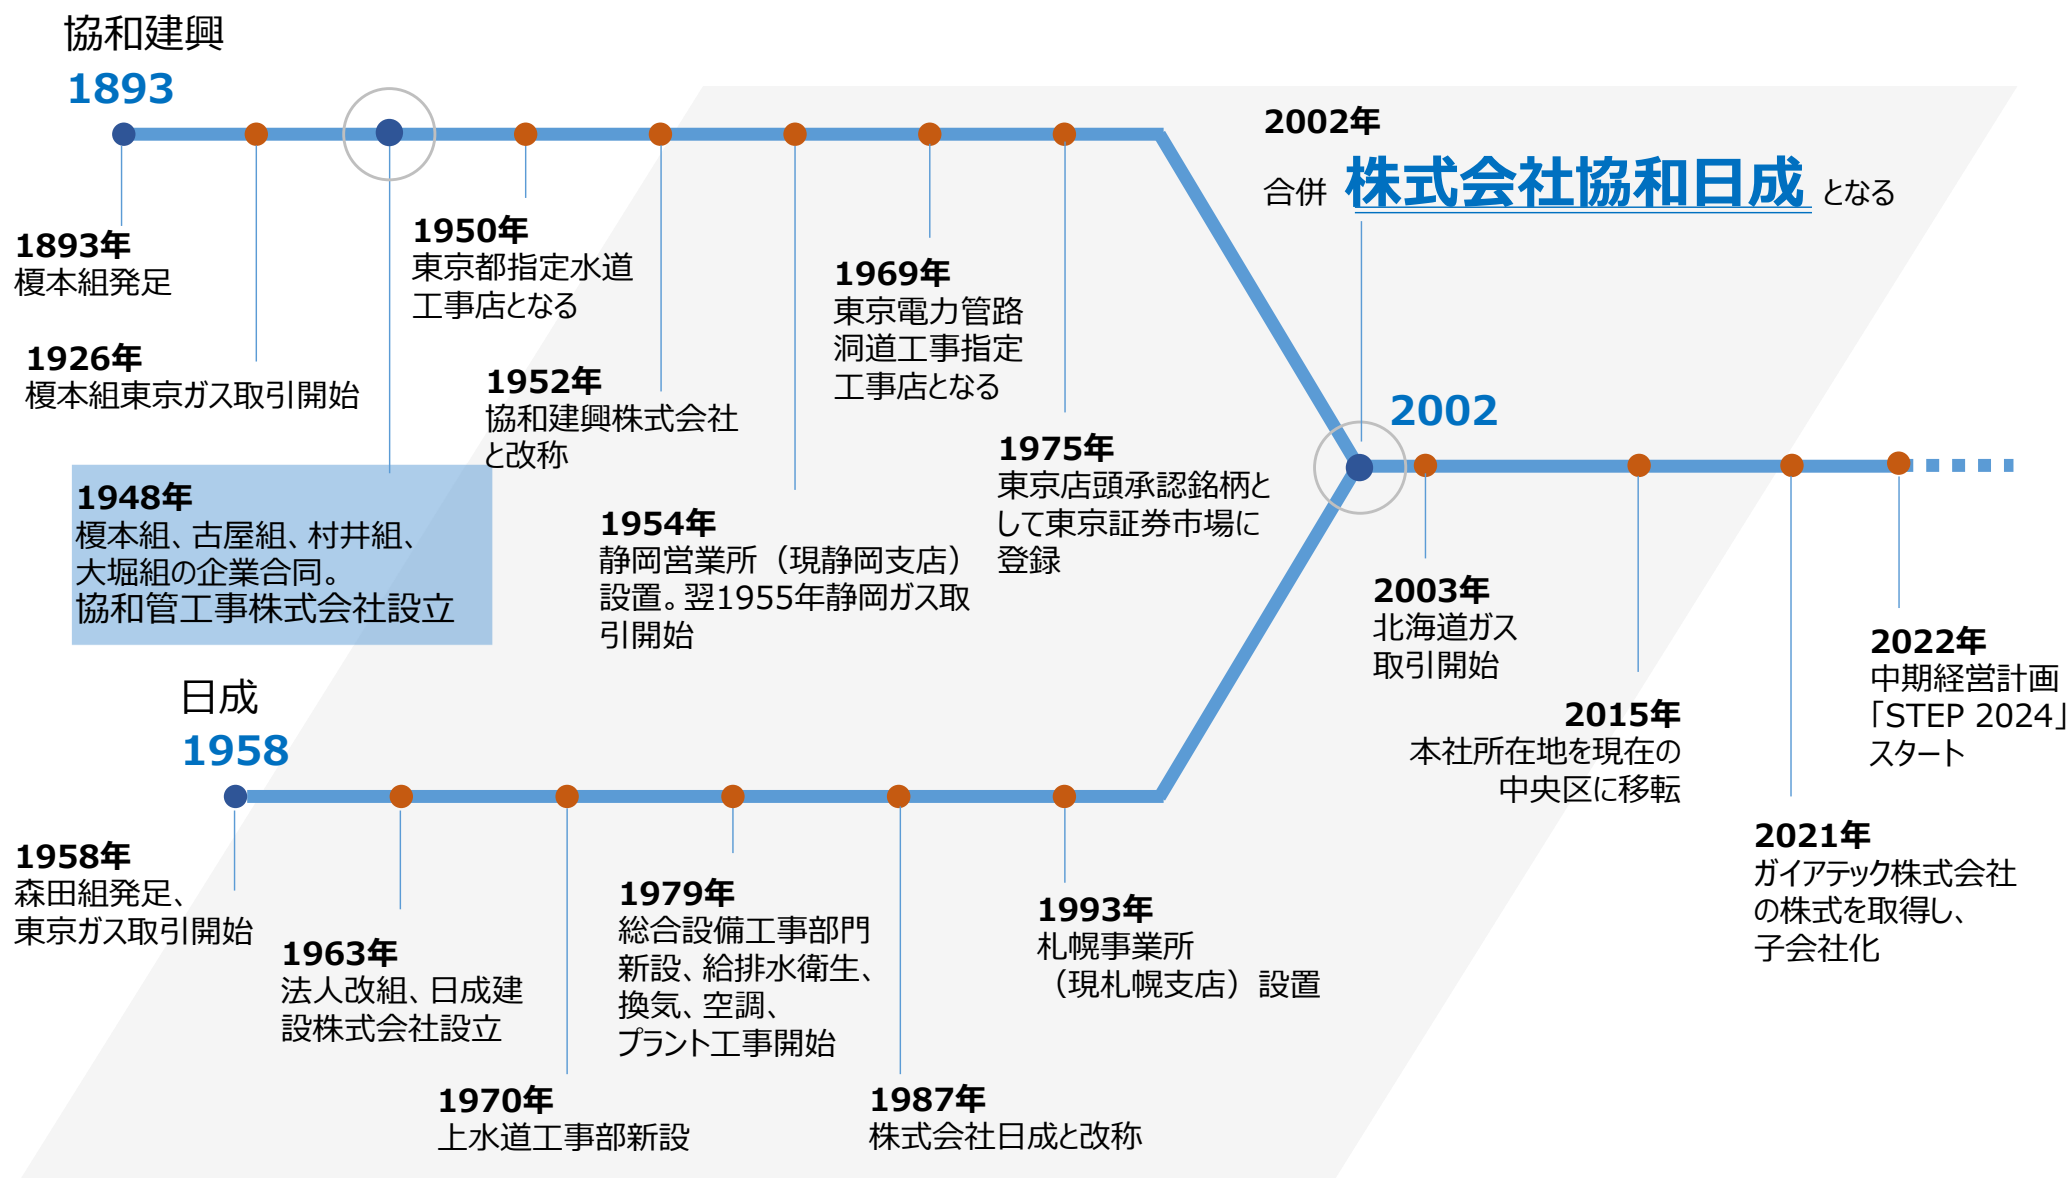 協和建興
1893
1893年
榎本組発足
1926年
榎本組東京ガス取引開始
1948年
榎本組、古屋組、村井組、
大堀組の企業合同。
協和管工事株式会社設立
1950年
東京都指定水道
工事店となる
1952年
協和建興株式会社
と改称
1954年
静岡営業所（現静岡支店）
設置。翌1955年静岡ガス取
引開始
1969年
東京電力管路
洞道工事指定
工事店となる
1975年
東京店頭承認銘柄と
して東京証券市場に
登録
日成
1958
1958年
森田組発足、
東京ガス取引開始
1963年
法人改組、日成建
設株式会社設立
1970年
上水道工事部新設
1979年
総合設備工事部門
新設、給排水衛生、
換気、空調、
プラント工事開始
1987年
株式会社日成と改称
1993年
札幌事業所
（現札幌支店）設置
2002年
合併 株式会社協和日成 となる
2002
2003年
北海道ガス
取引開始
2015年
本社所在地を現在の
中央区に移転
2021年
ガイアテック株式会社
の株式を取得し、
子会社化
2022年
中期経営計画
「STEP 2024」
スタート